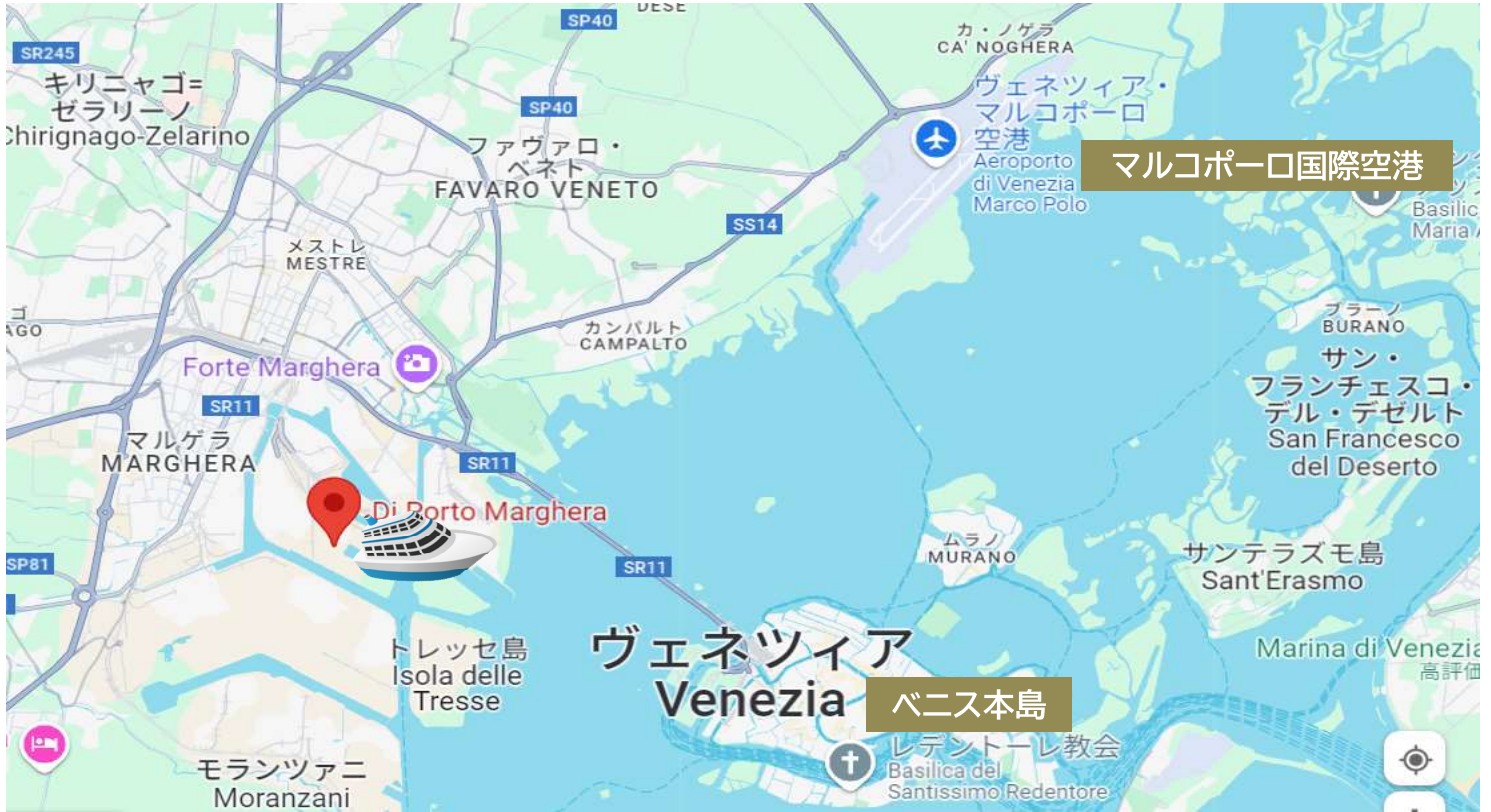 DESE
SP40
カ・ノゲラ
CA' NOGHERA
SR245
キリニャゴ=
ゼラリーノ
Chirignago-Zelarino
ヴェネツィア・
マルコポーロ
空港
Aeroporto
di Venezia
Marco Polo
マルコポーロ国際空港
SP40
ファヴァロ・
ベネト
FAVARO VENETO
Basilic
Maria
SS14
メストレ
MESTRE
ゴ
AGO
カンパルト
CAMPALTO
ブラーノ
BURANO
Forte Marghera
サン・
フランチェスコ・
デル・デゼルト
San Francesco
del Deserto
SR11
マルゲラ
MARGHERA
SR11
Di Porto Marghera
ムラノ
MURANO
サンテラズモ島
Sant'Erasmo
SP81
SR11
トレッセ島
Isola delle
Tresse
ヴェネツィア
Venezia
ベニス本島
Marina di Venezia
高評価
レデントーレ教会
Basilica del
Santissimo Redentore
モランツァニ
Moranzani